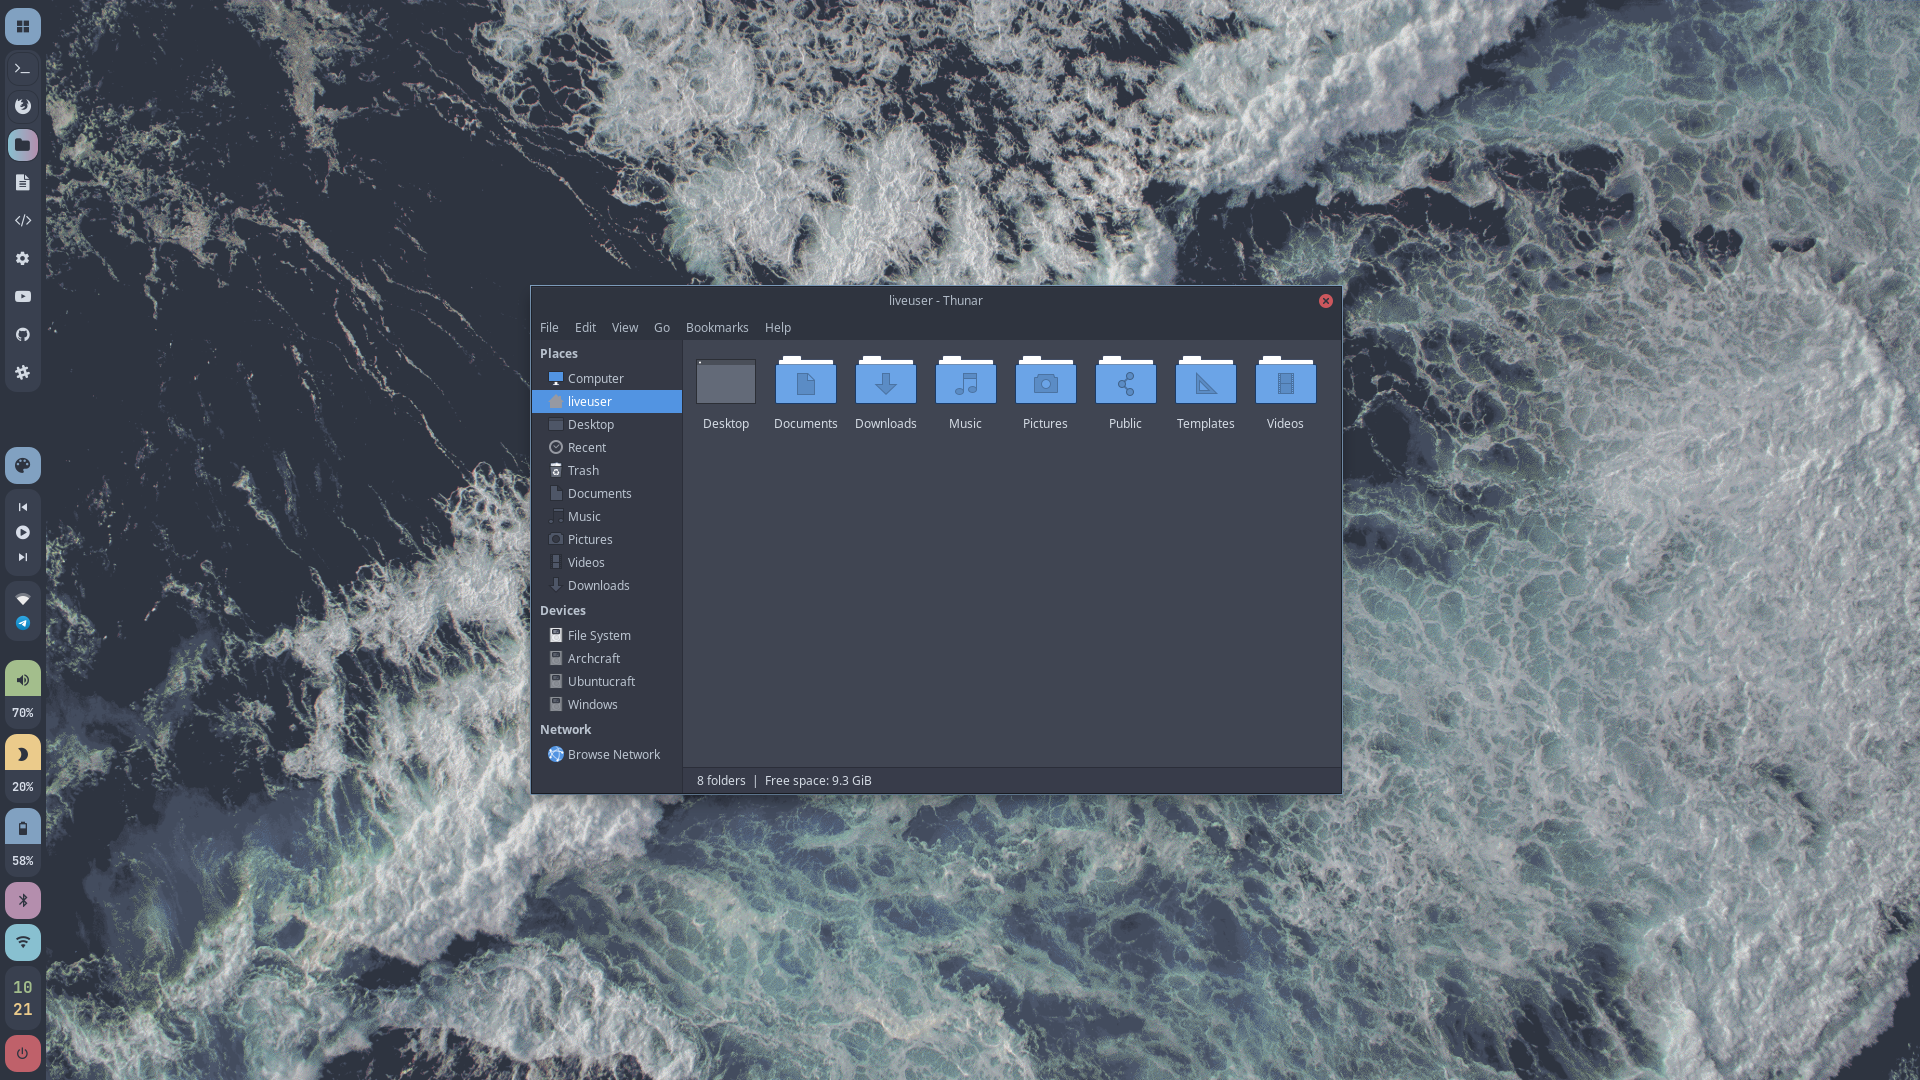 liveuser - Thunar
File Edit View Go Bookmarks Help
Places
Computer
liveuser
Desktop
Recent
Trash
Documents
Music
Pictures
Videos
Downloads
Devices
File System
Archcraft
Ubuntucraft
Windows
Network
Browse Network
Desktop Documents Downloads Music Pictures Public Templates Videos
8 folders | Free space: 9.3 GiB
70%
20%
58%
10
21